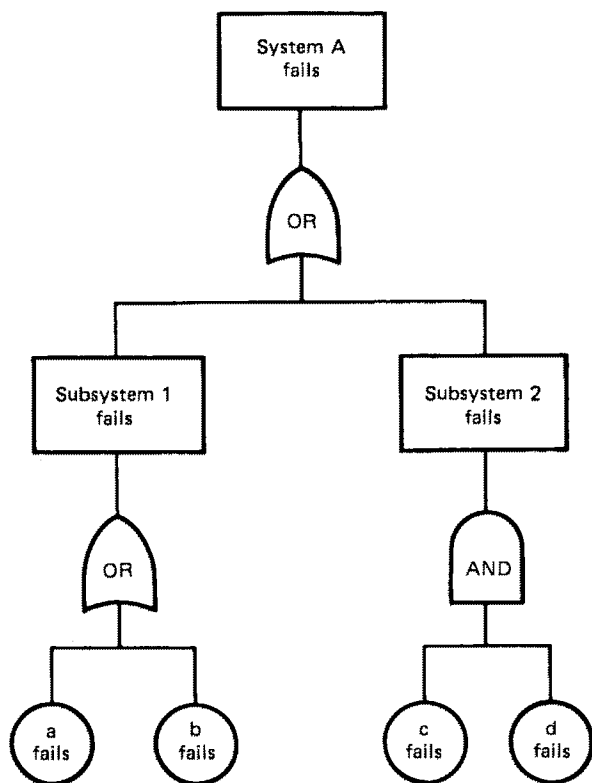 System A
fails
OR
Subsystem 1
fails
Subsystem 2
fails
OR
AND
a
fails
b
fails
c
fails
d
fails